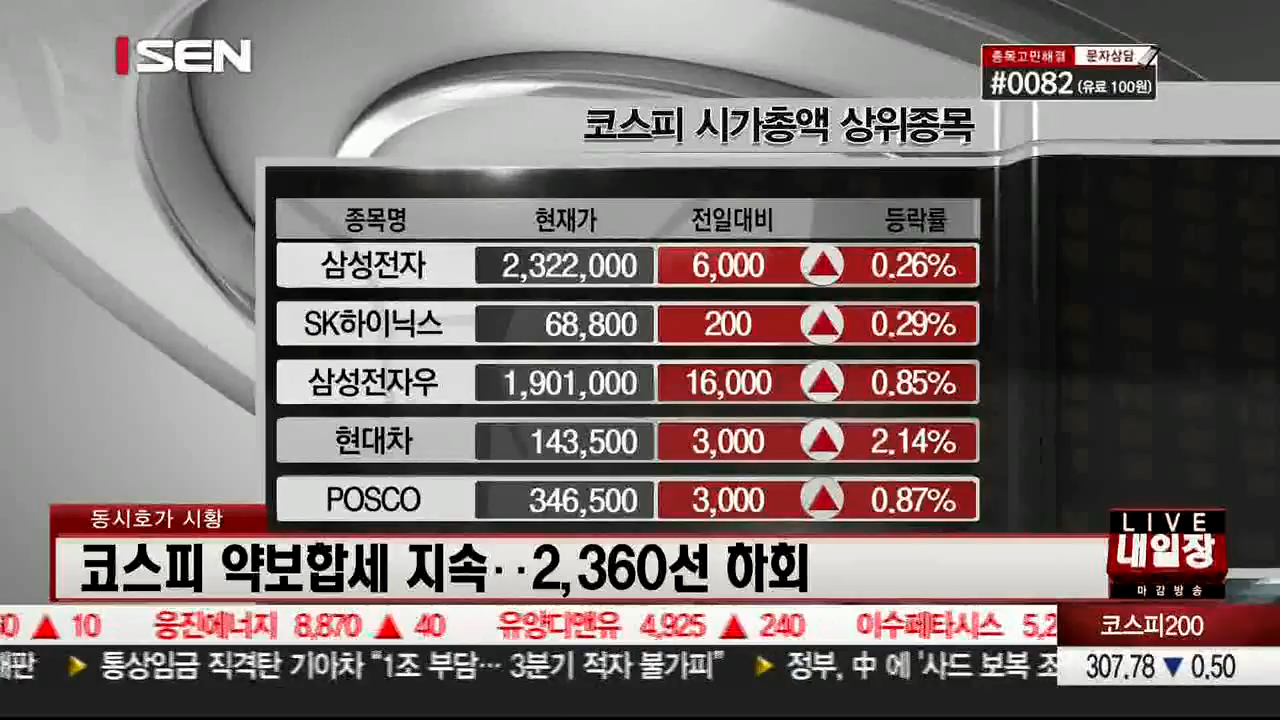 SEN
종목고민해결 문자상담
#0082 (유료 100원)
코스피 시가총액 상위종목
종목명 현재가 전일대비 등락률
삼성전자 2,322,000 6,000 ▲ 0.26%
SK하이닉스 68,800 200 ▲ 0.29%
삼성전자우 1,901,000 16,000 ▲ 0.85%
현대차 143,500 3,000 ▲ 2.14%
POSCO 346,500 3,000 ▲ 0.87%
동시호가 시황
코스피 약보합세 지속‥2,360선 하회
LIVE
내일장
마감방송
▲ 10 웅진에너지 8,870 ▲ 40 유양디앤유 4,925 ▲ 240 이수페타시스 5,2
코스피200
통상임금 직격탄 기아차 "1조 부담… 3분기 적자 불가피" 정부, 中 에 '사드 보복 조
307.78 ▼ 0.50